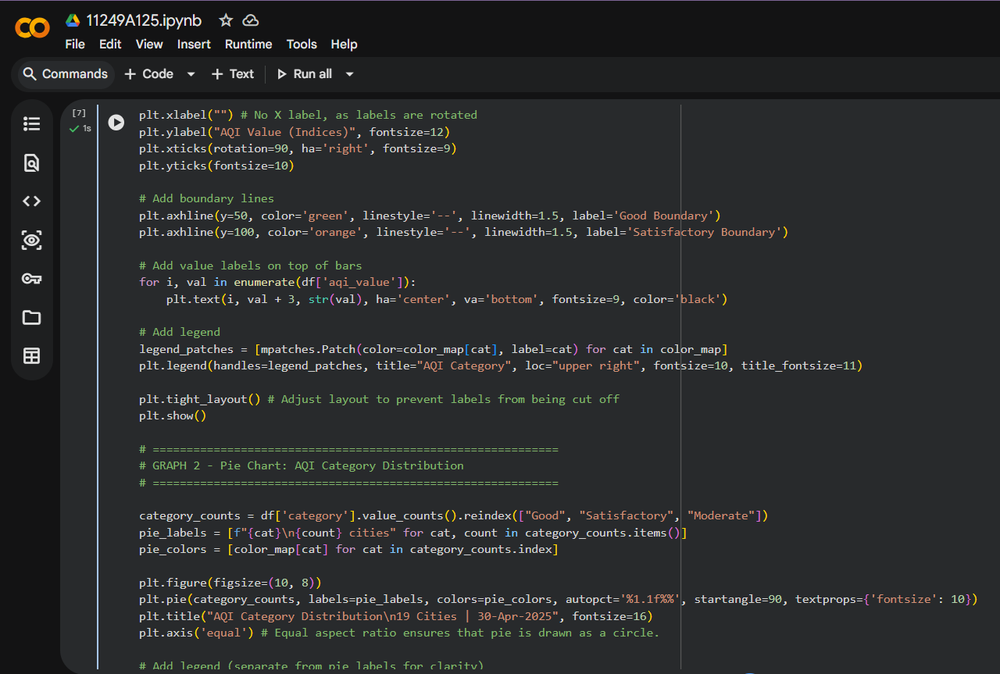 11249A125.ipynb
File Edit View Insert Runtime Tools Help
Commands + Code + Text Run all
[7]
1s
plt.xlabel("") # No X label, as labels are rotated
plt.ylabel("AQI Value (Indices)", fontsize=12)
plt.xticks(rotation=90, ha='right', fontsize=9)
plt.yticks(fontsize=10)

# Add boundary lines
plt.axhline(y=50, color='green', linestyle='--', linewidth=1.5, label='Good Boundary')
plt.axhline(y=100, color='orange', linestyle='--', linewidth=1.5, label='Satisfactory Boundary')

# Add value labels on top of bars
for i, val in enumerate(df['aqi_value']):
    plt.text(i, val + 3, str(val), ha='center', va='bottom', fontsize=9, color='black')

# Add legend
legend_patches = [mpatches.Patch(color=color_map[cat], label=cat) for cat in color_map]
plt.legend(handles=legend_patches, title="AQI Category", loc="upper right", fontsize=10, title_fontsize=11)

plt.tight_layout() # Adjust layout to prevent labels from being cut off
plt.show()

# ============================================================
# GRAPH 2 - Pie Chart: AQI Category Distribution
# ============================================================

category_counts = df['category'].value_counts().reindex(["Good", "Satisfactory", "Moderate"])
pie_labels = [f"{cat}\n{count} cities" for cat, count in category_counts.items()]
pie_colors = [color_map[cat] for cat in category_counts.index]

plt.figure(figsize=(10, 8))
plt.pie(category_counts, labels=pie_labels, colors=pie_colors, autopct='%1.1f%%', startangle=90, textprops={'fontsize': 10})
plt.title("AQI Category Distribution\n19 Cities | 30-Apr-2025", fontsize=16)
plt.axis('equal') # Equal aspect ratio ensures that pie is drawn as a circle.

# Add legend (separate from pie labels for clarity)